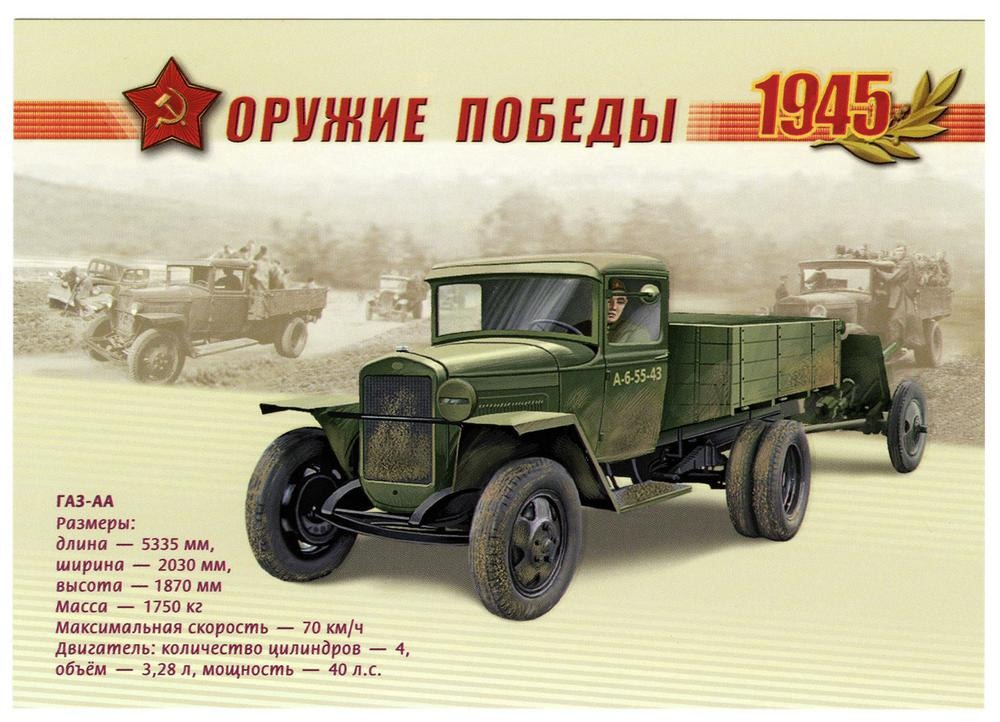 ОРУЖИЕ ПОБЕДЫ
1945
А-6-55-43
ГАЗ-АА
Размеры:
длина — 5335 мм,
ширина — 2030 мм,
высота — 1870 мм
Масса — 1750 кг
Максимальная скорость — 70 км/ч
Двигатель: количество цилиндров — 4,
объём — 3,28 л, мощность — 40 л.с.